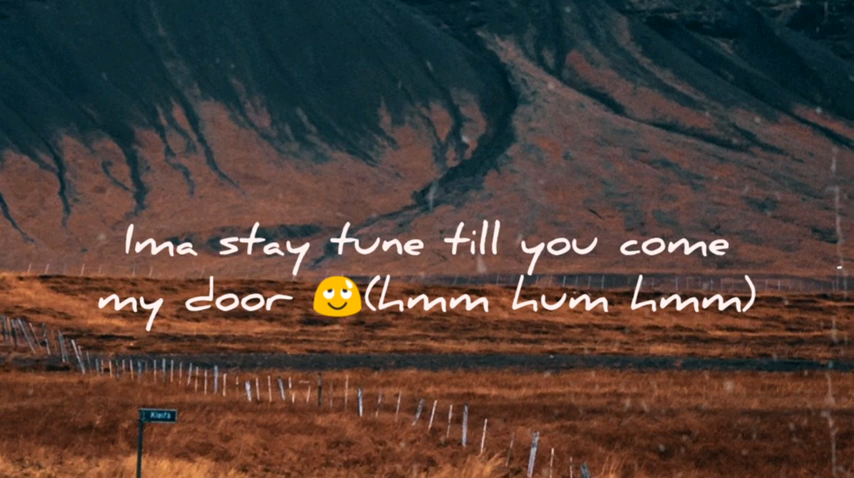 Ima stay tune till you come
my door 🙄(hmm hum hmm)